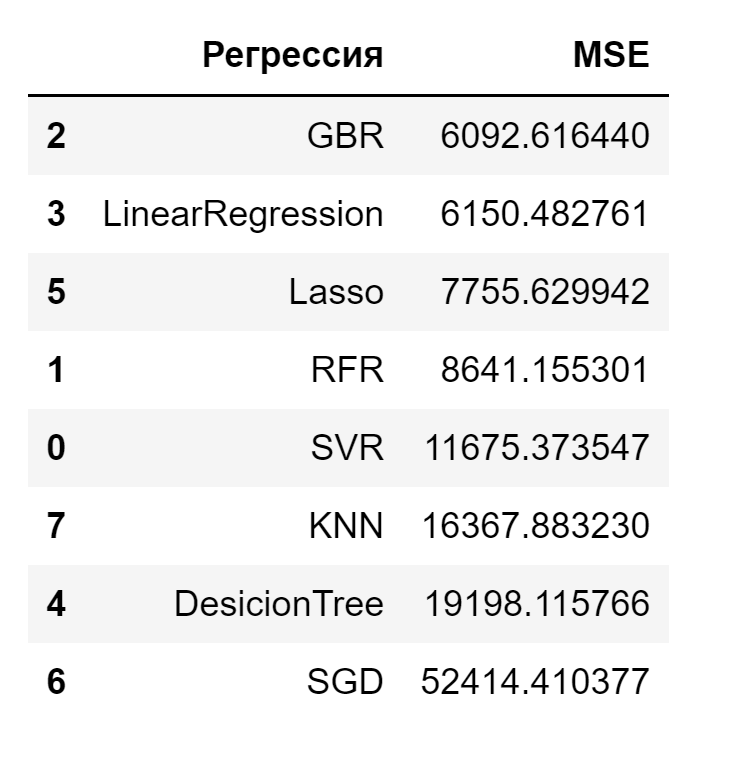 Регрессия MSE
2 GBR 6092.616440
3 LinearRegression 6150.482761
5 Lasso 7755.629942
1 RFR 8641.155301
0 SVR 11675.373547
7 KNN 16367.883230
4 DesicionTree 19198.115766
6 SGD 52414.410377